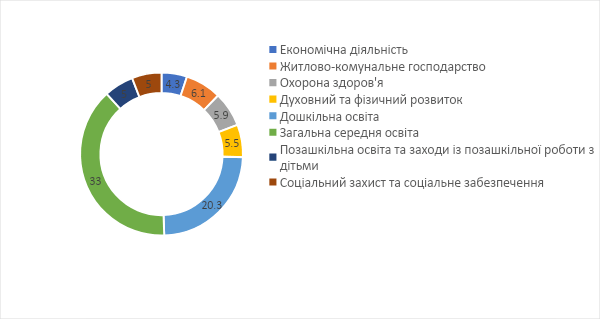 Економічна діяльність
Житлово-комунальне господарство
Охорона здоров'я
Духовний та фізичний розвиток
Дошкільна освіта
Загальна середня освіта
Позашкільна освіта та заходи із позашкільної роботи з
дітьми
Соціальний захист та соціальне забезпечення
4.3
6.1
5.9
5.5
20.3
33
5